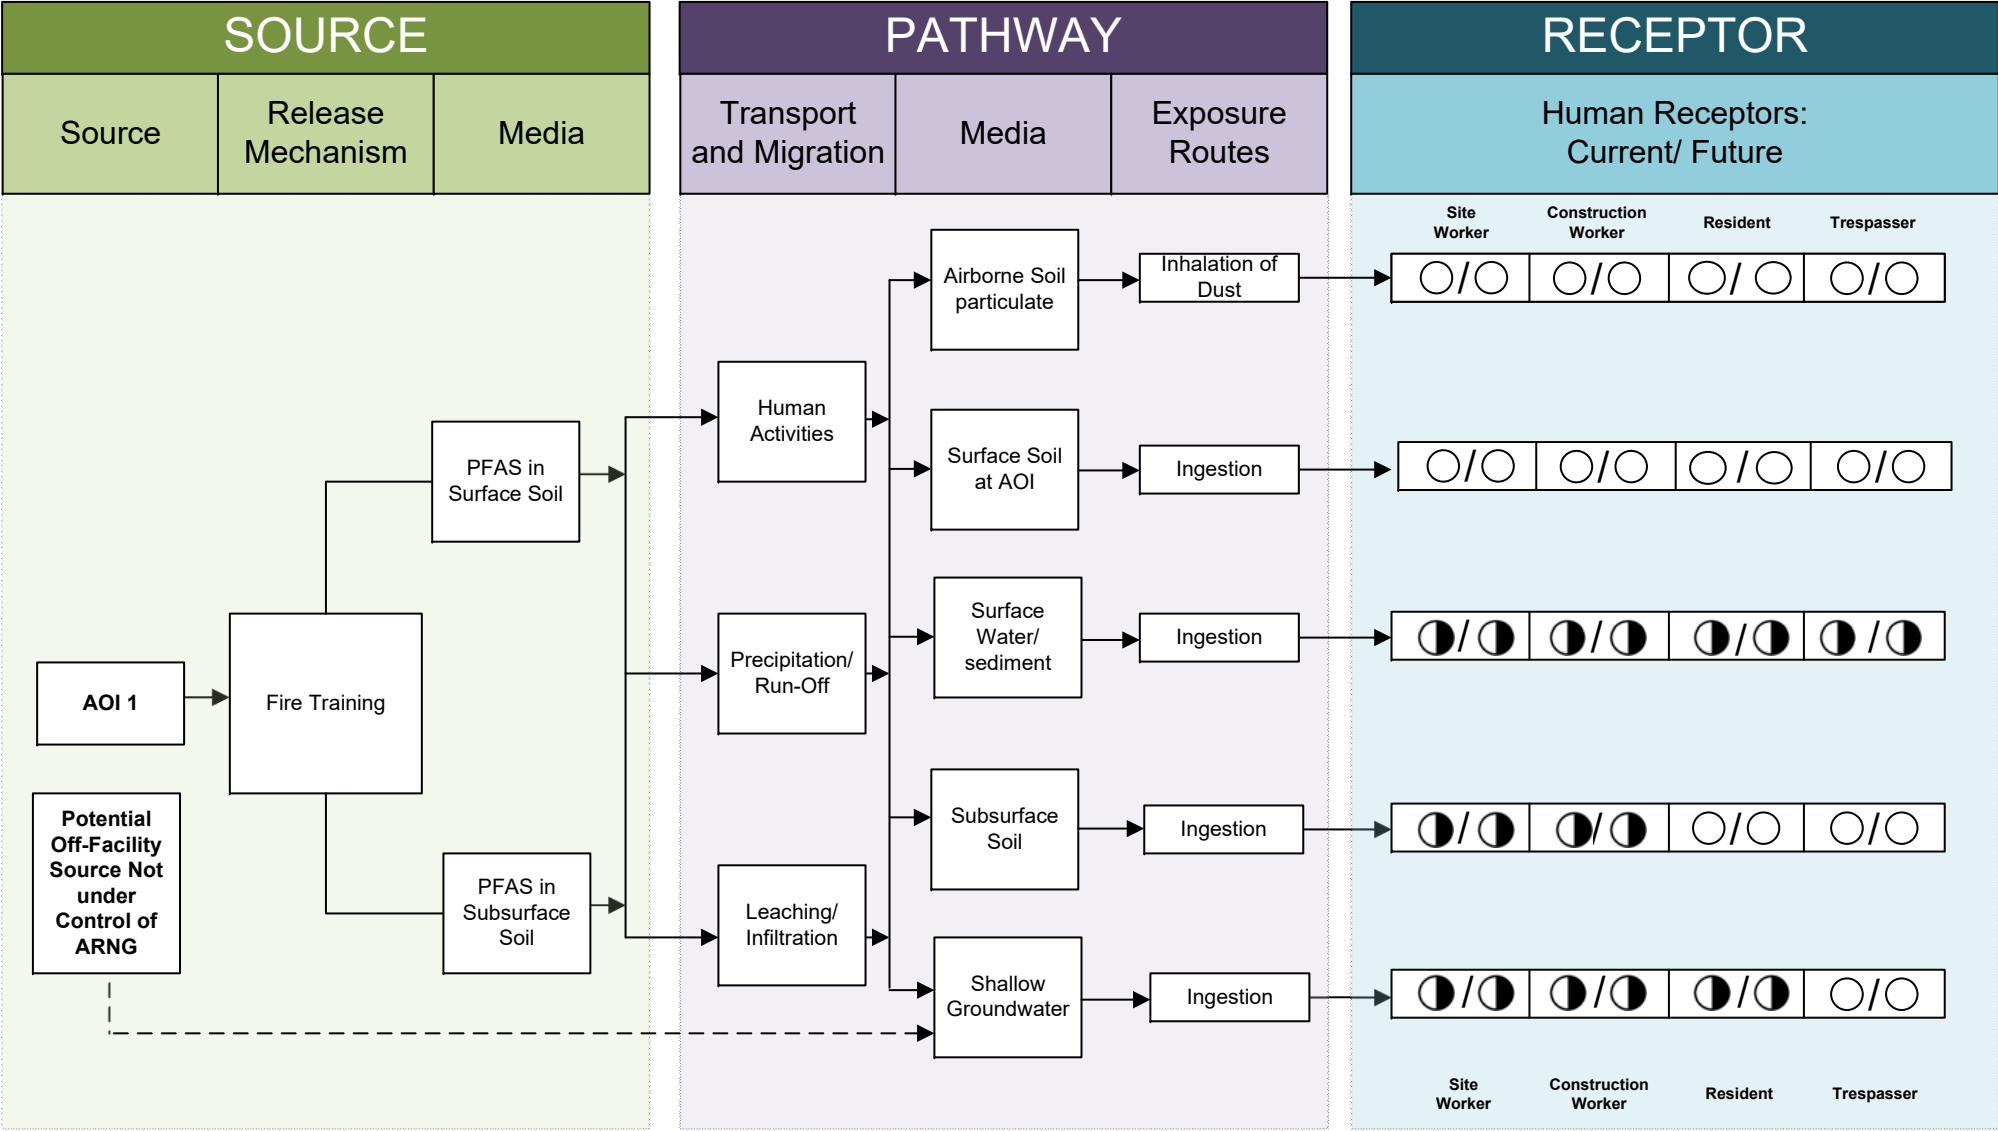 SOURCE
PATHWAY
RECEPTOR
Source
Release
Mechanism
Media
Transport
and Migration
Media
Exposure
Routes
Human Receptors:
Current/ Future
Site
Worker
Construction
Worker
Resident
Trespasser
Airborne Soil
particulate
Inhalation of
Dust
/
/
/
/
Human
Activities
PFAS in
Surface Soil
Surface Soil
at AOI
Ingestion
/
/
/
/
Surface
Water/
sediment
Ingestion
/
/
/
/
Precipitation/
Run-Off
AOI 1
Fire Training
Potential
Off-Facility
Source Not
under
Control of
ARNG
Subsurface
Soil
Ingestion
/
/
/
/
PFAS in
Subsurface
Soil
Leaching/
Infiltration
Shallow
Groundwater
Ingestion
/
/
/
/
Site
Worker
Construction
Worker
Resident
Trespasser